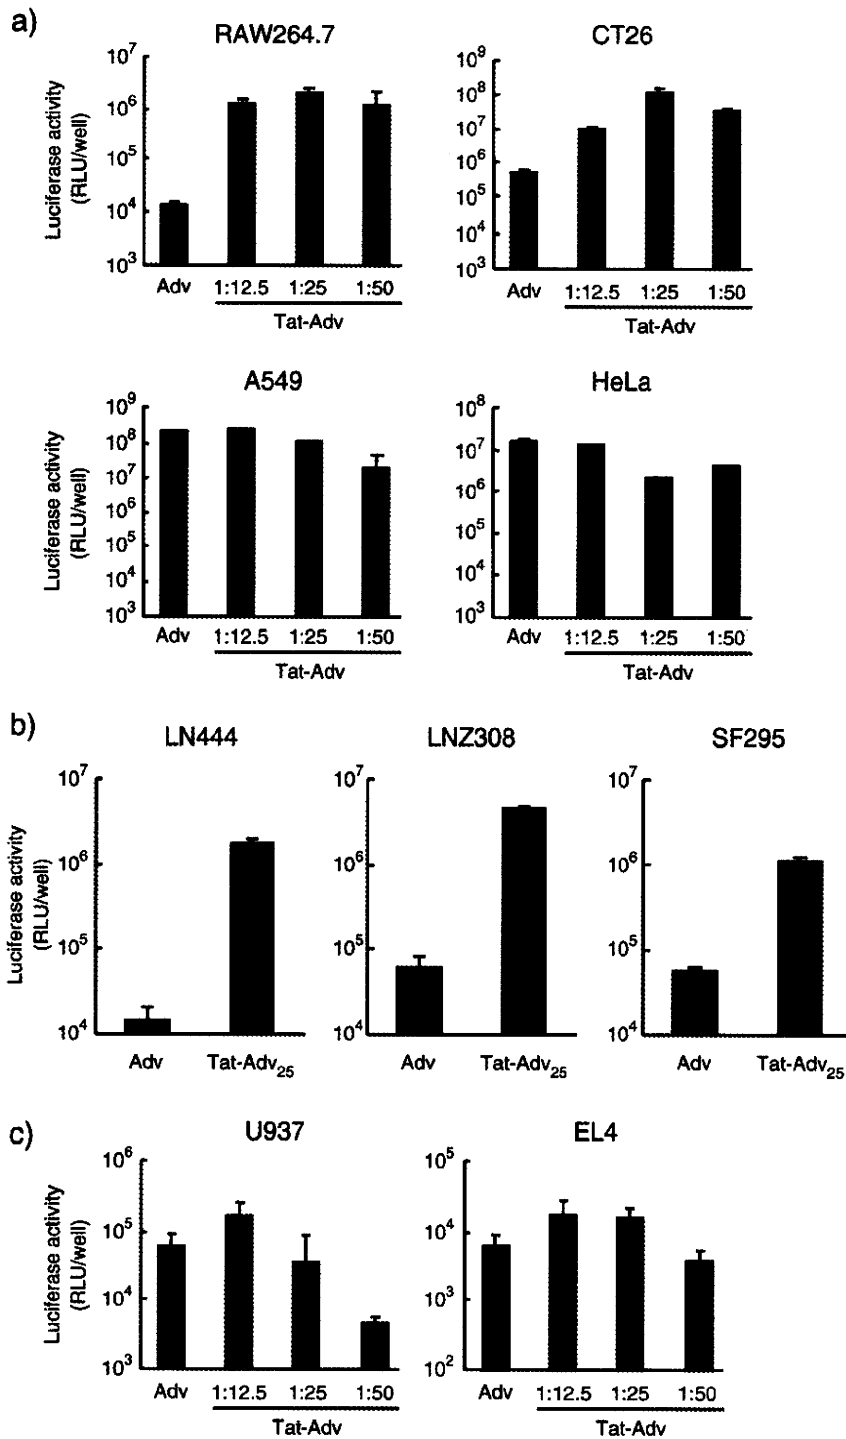 a)
RAW264.7
CT26
Luciferase activity
(RLU/well)
10^7
10^6
10^5
10^4
10^3
Adv
1:12.5
1:25
1:50
Tat-Adv
10^9
10^8
10^7
10^6
10^5
10^4
10^3
Adv
1:12.5
1:25
1:50
Tat-Adv
A549
HeLa
Luciferase activity
(RLU/well)
10^9
10^8
10^7
10^6
10^5
10^4
10^3
Adv
1:12.5
1:25
1:50
Tat-Adv
10^8
10^7
10^6
10^5
10^4
10^3
Adv
1:12.5
1:25
1:50
Tat-Adv
b)
LN444
LNZ308
SF295
Luciferase activity
(RLU/well)
10^7
10^6
10^5
10^4
Adv
Tat-Adv25
10^7
10^6
10^5
10^4
Adv
Tat-Adv25
10^7
10^6
10^5
10^4
Adv
Tat-Adv25
c)
U937
EL4
Luciferase activity
(RLU/well)
10^6
10^5
10^4
10^3
Adv
1:12.5
1:25
1:50
Tat-Adv
10^5
10^4
10^3
10^2
Adv
1:12.5
1:25
1:50
Tat-Adv